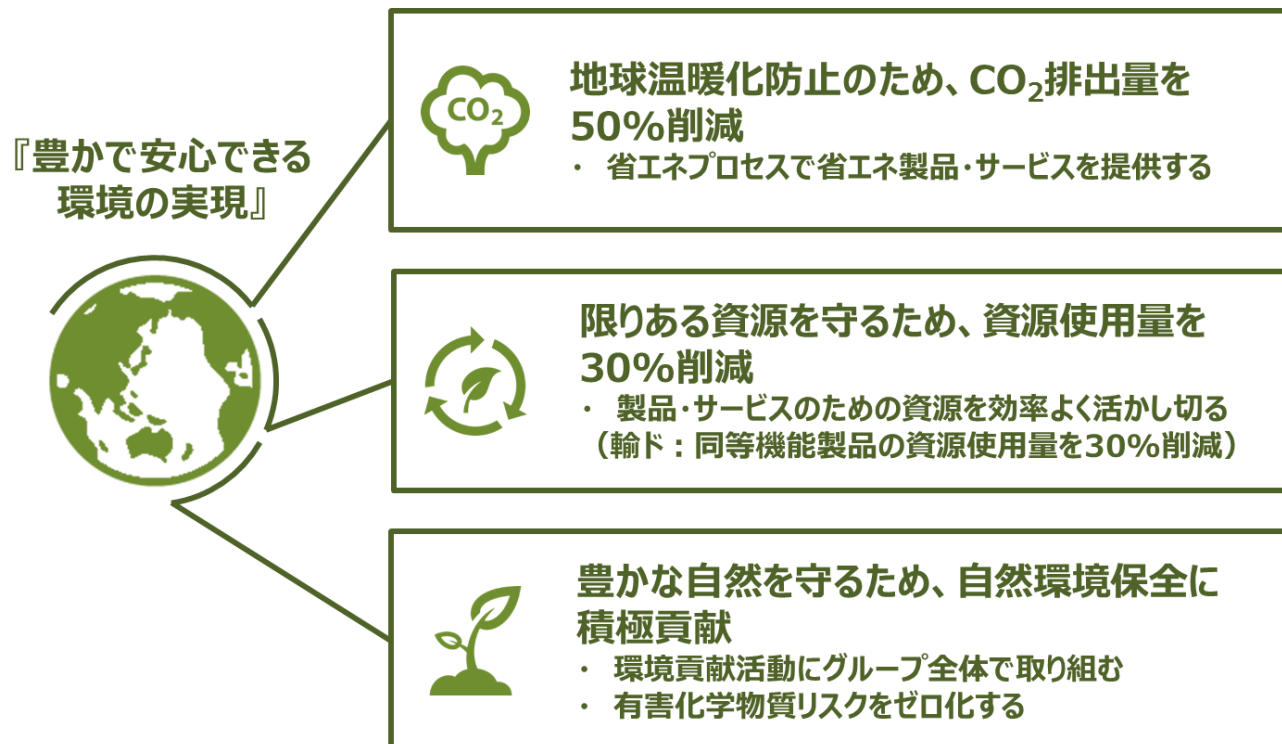 『豊かで安心できる
環境の実現』
CO₂
地球温暖化防止のため、CO₂排出量を
50%削減
・ 省エネプロセスで省エネ製品・サービスを提供する
限りある資源を守るため、資源使用量を
30%削減
・ 製品・サービスのための資源を効率よく活かし切る
（輸ド：同等機能製品の資源使用量を30%削減）
豊かな自然を守るため、自然環境保全に
積極貢献
・ 環境貢献活動にグループ全体で取り組む
・ 有害化学物質リスクをゼロ化する